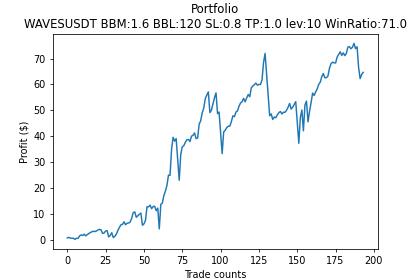 Portfolio
WAVESUSDT BBM:1.6 BBL:120 SL:0.8 TP:1.0 lev:10 WinRatio:71.0
Profit ($)
70
60
50
40
30
20
10
0
0 25 50 75 100 125 150 175 200
Trade counts